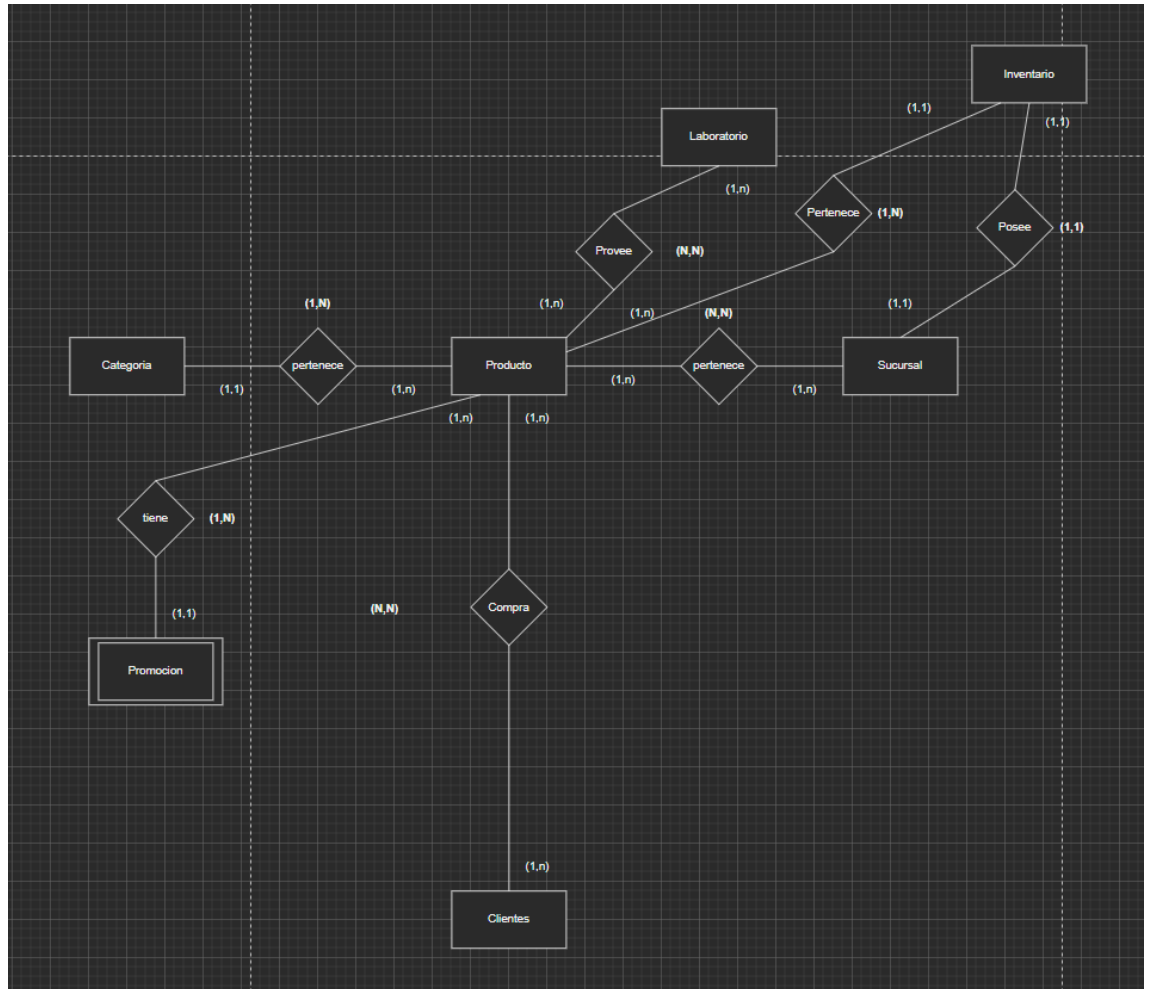 Inventario
(1,1)
(1,1)
Laboratorio
(1,n)
Pertenece
(1,N)
Posee
(1,1)
Provee
(N,N)
(1,N)
(1,n)
(1,n)
(N,N)
(1,1)
Categoria
pertenece
Producto
pertenece
Sucursal
(1,1)
(1,n)
(1,n)
(1,n)
(1,n)
(1,n)
tiene
(1,N)
(N,N)
Compra
(1,1)
Promocion
(1,n)
Clientes